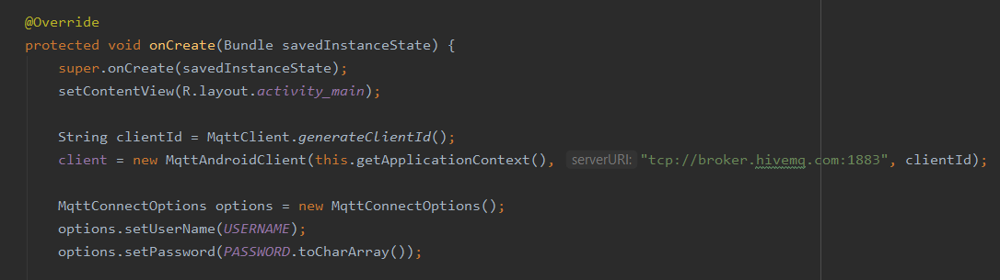 @Override
protected void onCreate(Bundle savedInstanceState) {
super.onCreate(savedInstanceState);
setContentView(R.layout.activity_main);
String clientId = MqttClient.generateClientId();
client = new MqttAndroidClient(this.getApplicationContext(), serverURI: "tcp://broker.hivemq.com:1883", clientId);
MqttConnectOptions options = new MqttConnectOptions();
options.setUserName(USERNAME);
options.setPassword(PASSWORD.toCharArray());